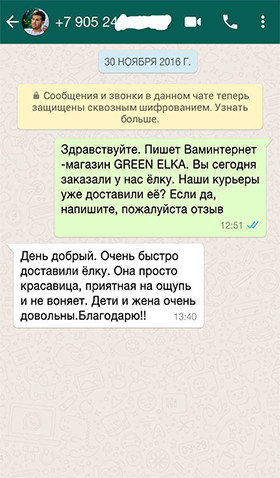 +7 905 24
30 НОЯБРЯ 2016 Г.
Сообщения и звонки в данном чате теперь
защищены сквозным шифрованием. Узнать
больше.
Здравствуйте. Пишет Ваминтернет
-магазин GREEN ELKA. Вы сегодня
заказали у нас ёлку. Наши курьеры
уже доставили её? Если да,
напишите, пожалуйста отзыв
12:51
День добрый. Очень быстро
доставили ёлку. Она просто
красавица, приятная на ощупь
и не воняет. Дети и жена очень
довольны.Благодарю!!
13:40